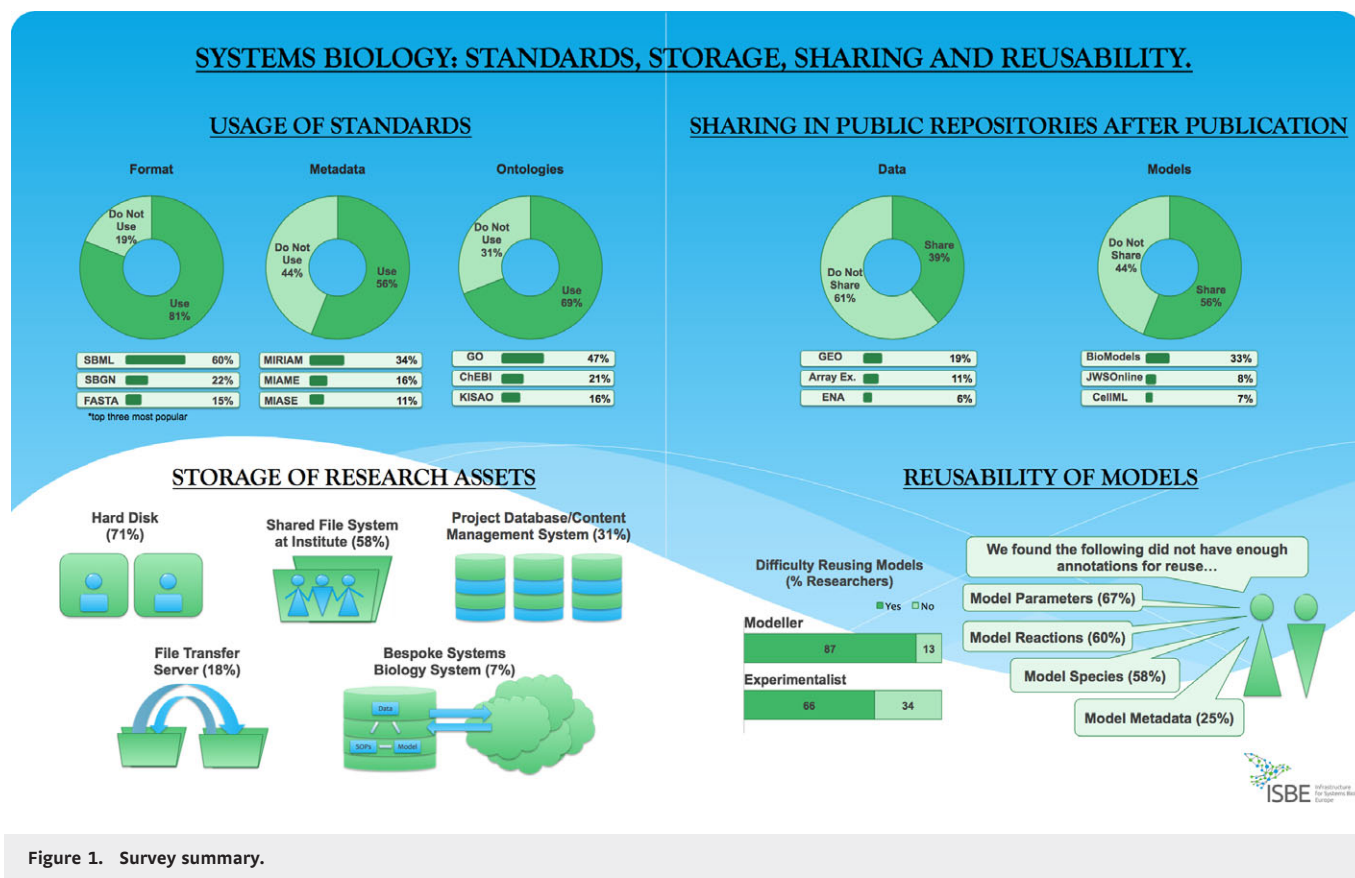 SYSTEMS BIOLOGY: STANDARDS, STORAGE, SHARING AND REUSABILITY.
USAGE OF STANDARDS
Format
Do Not
Use
19%
Use
81%
SBML 60%
SBGN 22%
FASTA 15%
*top three most popular
Metadata
Do Not
Use
44%
Use
56%
MIRIAM 34%
MIAME 16%
MIASE 11%
Ontologies
Do Not
Use
31%
Use
69%
GO 47%
ChEBI 21%
KISAO 16%
SHARING IN PUBLIC REPOSITORIES AFTER PUBLICATION
Data
Share
39%
Do Not
Share
61%
GEO 19%
Array Ex. 11%
ENA 6%
Models
Do Not
Share
44%
Share
56%
BioModels 33%
JWSOnline 8%
CellML 7%
STORAGE OF RESEARCH ASSETS
Hard Disk
(71%)
Shared File System
at Institute (58%)
Project Database/Content
Management System (31%)
File Transfer
Server (18%)
Bespoke Systems
Biology System (7%)
Data
SOPs
Model
REUSABILITY OF MODELS
Difficulty Reusing Models
(% Researchers)
Yes No
Modeller
87 13
Experimentalist
66 34
We found the following did not have enough
annotations for reuse...
Model Parameters (67%)
Model Reactions (60%)
Model Species (58%)
Model Metadata (25%)
ISBE
Infrastructure
for Systems
Europe
Figure 1. Survey summary.